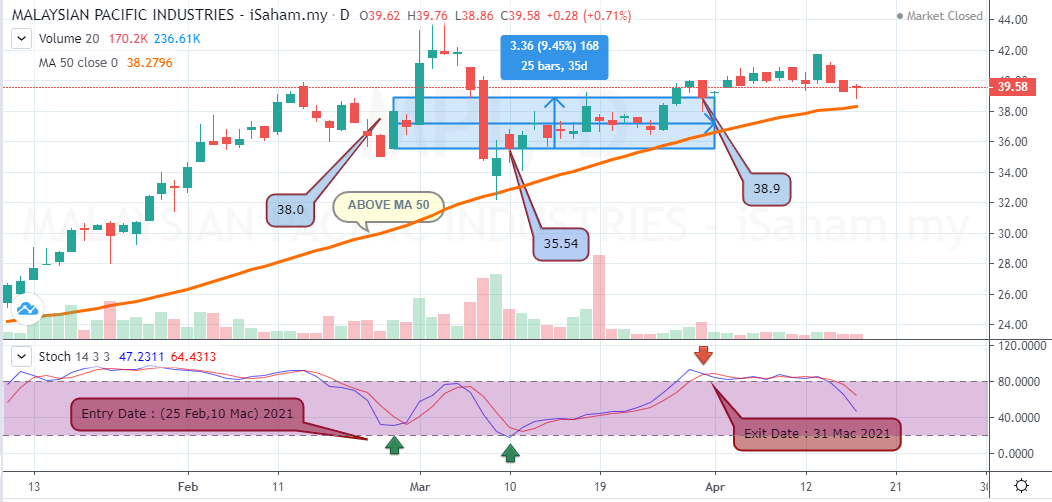 MALAYSIAN PACIFIC INDUSTRIES - iSaham.my · D O39.62 H39.76 L38.86 C39.58 +0.28 (+0.71%)
Market Closed
Volume 20 170.2K 236.61K
MA 50 close 0 38.2796
3.36 (9.45%) 168
25 bars, 35d
44.00
42.00
40.00
39.58
38.00
36.00
34.00
32.00
30.00
28.00
26.00
24.00
38.0
ABOVE MA 50
35.54
38.9
MALAYSIAN PACIFIC INDUSTRIES - iSaham.my
Stoch 14 3 3 47.2311 64.4313
120.0000
80.0000
40.0000
0.0000
Entry Date : (25 Feb,10 Mac) 2021
Exit Date : 31 Mac 2021
13 Feb 11 Mar 10 19 Apr 12 21